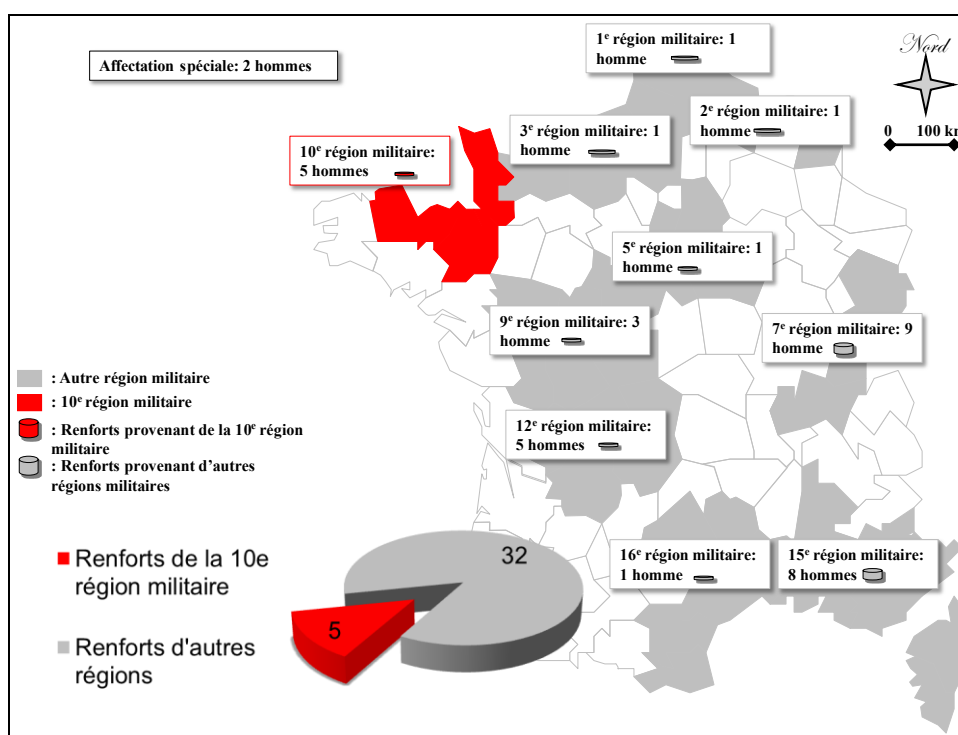 1e région militaire: 1
homme
Nord
Affectation spéciale: 2 hommes
2e région militaire: 1
homme
3e région militaire: 1
homme
0 100 km
10e région militaire:
5 hommes
5e région militaire: 1
homme
9e région militaire: 3
homme
7e région militaire: 9
homme
: Autre région militaire
: 10e région militaire
: Renforts provenant de la 10e région
militaire
: Renforts provenant d’autres
régions militaires
12e région militaire:
5 hommes
16e région militaire:
1 homme
15e région militaire:
8 hommes
Renforts de la 10e
région militaire
Renforts d'autres
régions
32
5